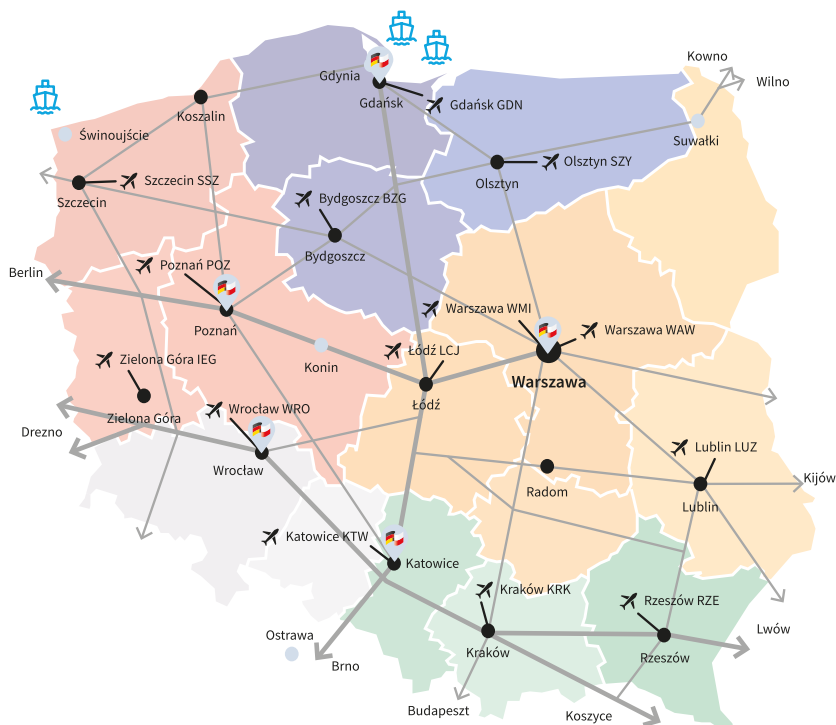 Kowno
Gdynia
Wilno
Gdańsk
Gdańsk GDN
Koszalin
Świnoujście
Suwałki
Olsztyn SZY
Szczecin SSZ
Olsztyn
Szczecin
Bydgoszcz BZG
Bydgoszcz
Poznań POZ
Berlin
Warszawa WMI
Poznań
Warszawa WAW
Łódź LCJ
Zielona Góra IEG
Konin
Warszawa
Łódź
Wrocław WRO
Zielona Góra
Drezno
Lublin LUZ
Wrocław
Kijów
Radom
Lublin
Katowice KTW
Katowice
Kraków KRK
Rzeszów RZE
Lwów
Ostrawa
Kraków
Rzeszów
Brno
Budapeszt
Koszyce